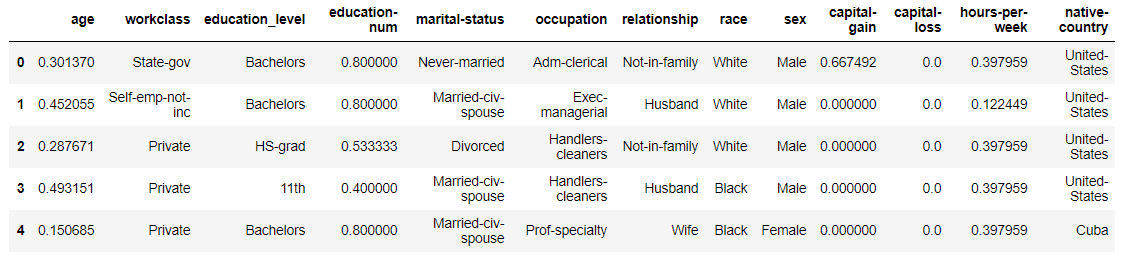 age workclass education_level education-num marital-status occupation relationship race sex capital-gain capital-loss hours-per-week native-country
0 0.301370 State-gov Bachelors 0.800000 Never-married Adm-clerical Not-in-family White Male 0.667492 0.0 0.397959 United-States
1 0.452055 Self-emp-not-inc Bachelors 0.800000 Married-civ-spouse Exec-managerial Husband White Male 0.000000 0.0 0.122449 United-States
2 0.287671 Private HS-grad 0.533333 Divorced Handlers-cleaners Not-in-family White Male 0.000000 0.0 0.397959 United-States
3 0.493151 Private 11th 0.400000 Married-civ-spouse Handlers-cleaners Husband Black Male 0.000000 0.0 0.397959 United-States
4 0.150685 Private Bachelors 0.800000 Married-civ-spouse Prof-specialty Wife Black Female 0.000000 0.0 0.397959 Cuba